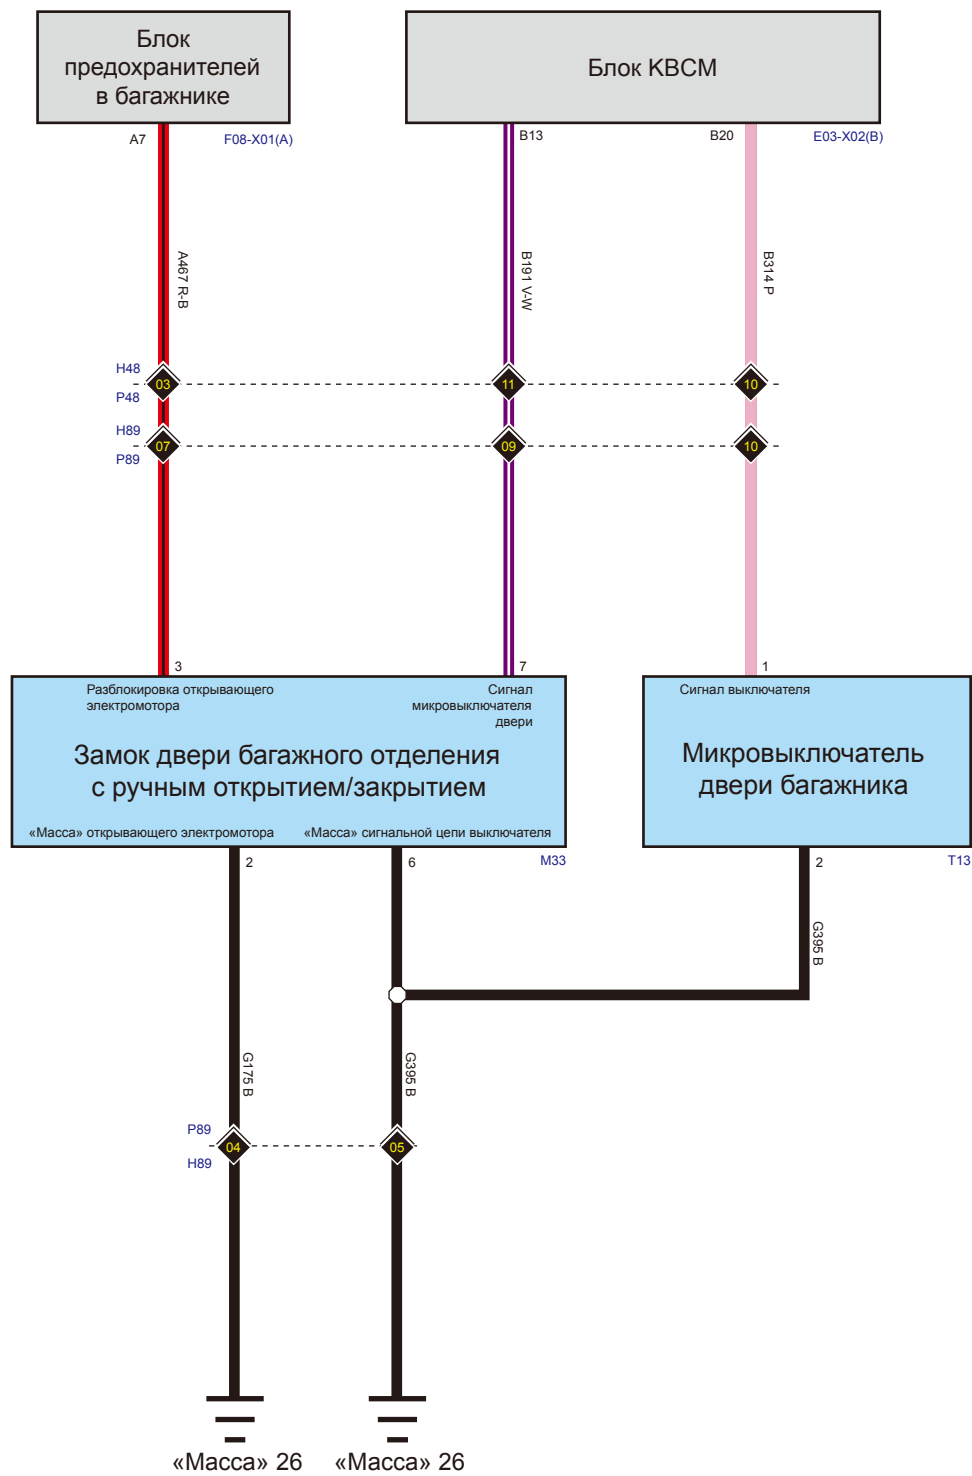 Блок
предохранителей
в багажнике
Блок KBCM
A7
F08-X01(A)
B13
B20
E03-X02(B)
A467 R-B
B191 V-W
B314 P
H48
03
11
10
P48
H89
07
09
10
P89
3
7
1
Разблокировка открывающего
электромотора
Сигнал
микровыключателя
двери
Сигнал выключателя
Замок двери багажного отделения
с ручным открытием/закрытием
Микровыключатель
двери багажника
«Масса» открывающего электромотора
«Масса» сигнальной цепи выключателя
2
6
M33
2
T13
G395 B
G175 B
G395 B
P89
04
05
H89
«Масса» 26
«Масса» 26